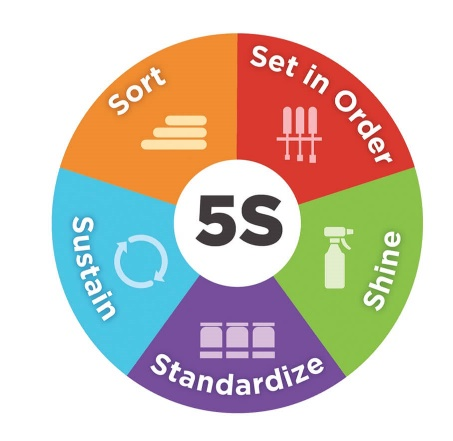 Sort
Set in Order
Shine
Standardize
Sustain
5S